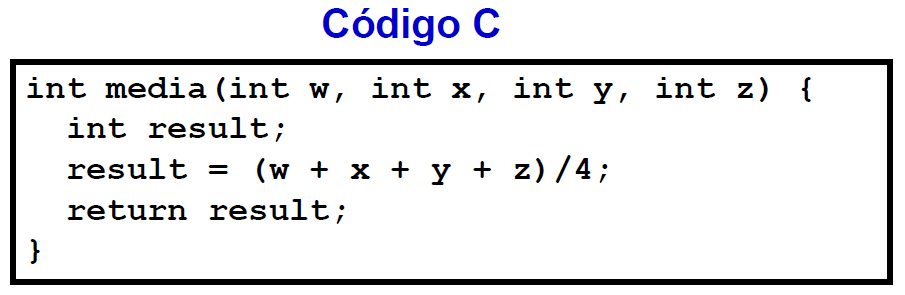 Código C
int media(int w, int x, int y, int z) {
  int result;
  result = (w + x + y + z)/4;
  return result;
}